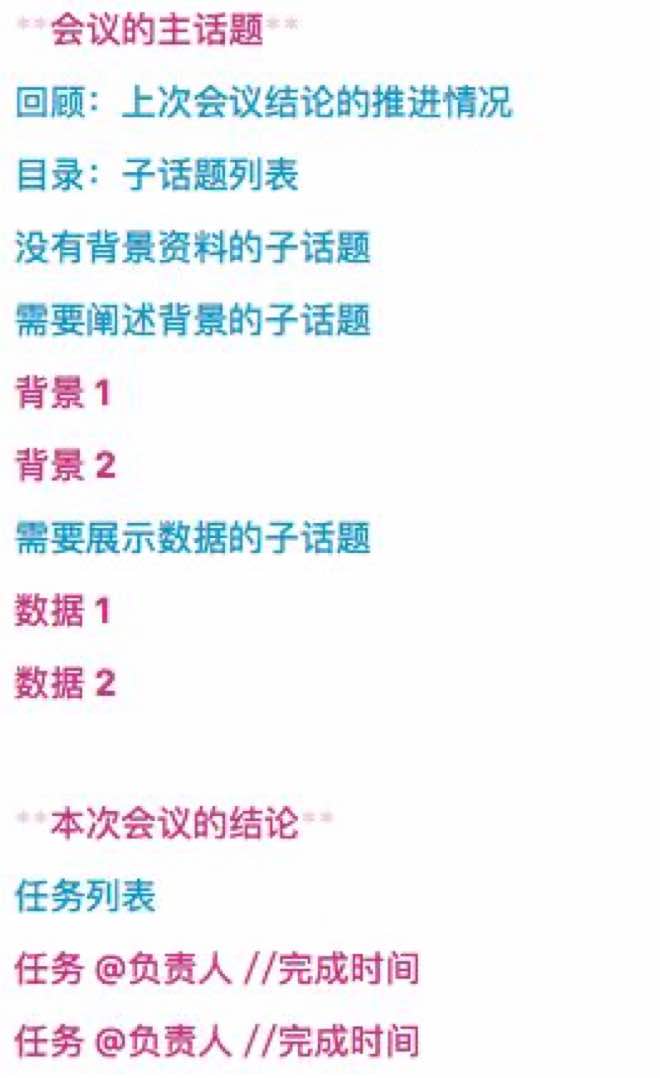 **会议的主话题**
回顾：上次会议结论的推进情况
目录：子话题列表
没有背景资料的子话题
需要阐述背景的子话题
背景 1
背景 2
需要展示数据的子话题
数据 1
数据 2
**本次会议的结论**
任务列表
任务 @负责人 //完成时间
任务 @负责人 //完成时间